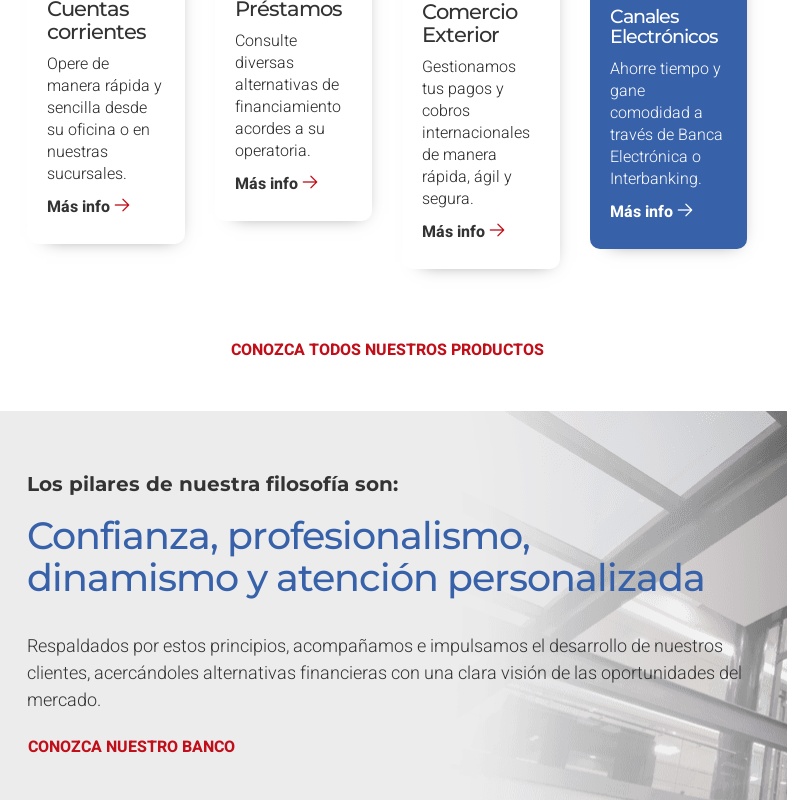 Cuentas
corrientes
Opere de
manera rápida y
sencilla desde
su oficina o en
nuestras
sucursales.
Más info
Préstamos
Consulte
diversas
alternativas de
financiamiento
acordes a su
operatoria.
Más info
Comercio
Exterior
Gestionamos
tus pagos y
cobros
internacionales
de manera
rápida, ágil y
segura.
Más info
Canales
Electrónicos
Ahorre tiempo y
gane
comodidad a
través de Banca
Electrónica o
Interbanking.
Más info
CONOZCA TODOS NUESTROS PRODUCTOS
Los pilares de nuestra filosofía son:
Confianza, profesionalismo,
dinamismo y atención personalizada
Respaldados por estos principios, acompañamos e impulsamos el desarrollo de nuestros
clientes, acercándoles alternativas financieras con una clara visión de las oportunidades del
mercado.
CONOZCA NUESTRO BANCO